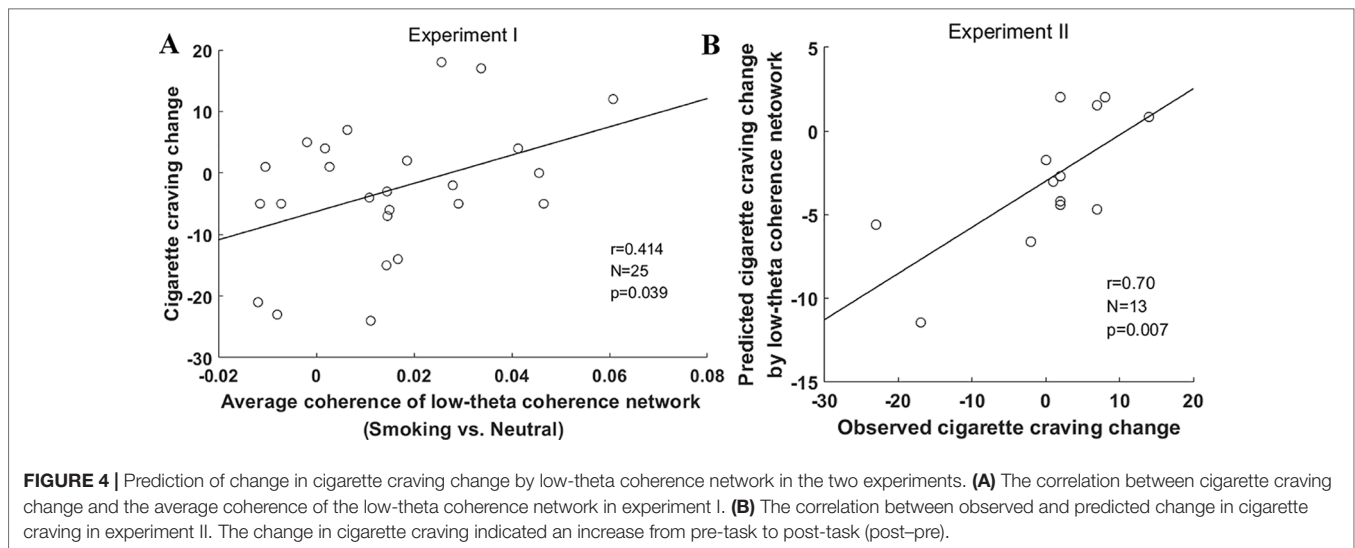 A
Experiment I
Cigarette craving change
20
10
0
-10
-20
-30
-0.02
0
0.02
0.04
0.06
0.08
r=0.414
N=25
p=0.039
Average coherence of low-theta coherence network
(Smoking vs. Neutral)
B
Experiment II
Predicted cigarette craving change
by low-theta coherence netowork
5
0
-5
-10
-15
-30
-20
-10
0
10
20
r=0.70
N=13
p=0.007
Observed cigarette craving change
FIGURE 4 | Prediction of change in cigarette craving change by low-theta coherence network in the two experiments. (A) The correlation between cigarette craving
change and the average coherence of the low-theta coherence network in experiment I. (B) The correlation between observed and predicted change in cigarette
craving in experiment II. The change in cigarette craving indicated an increase from pre-task to post-task (post–pre).